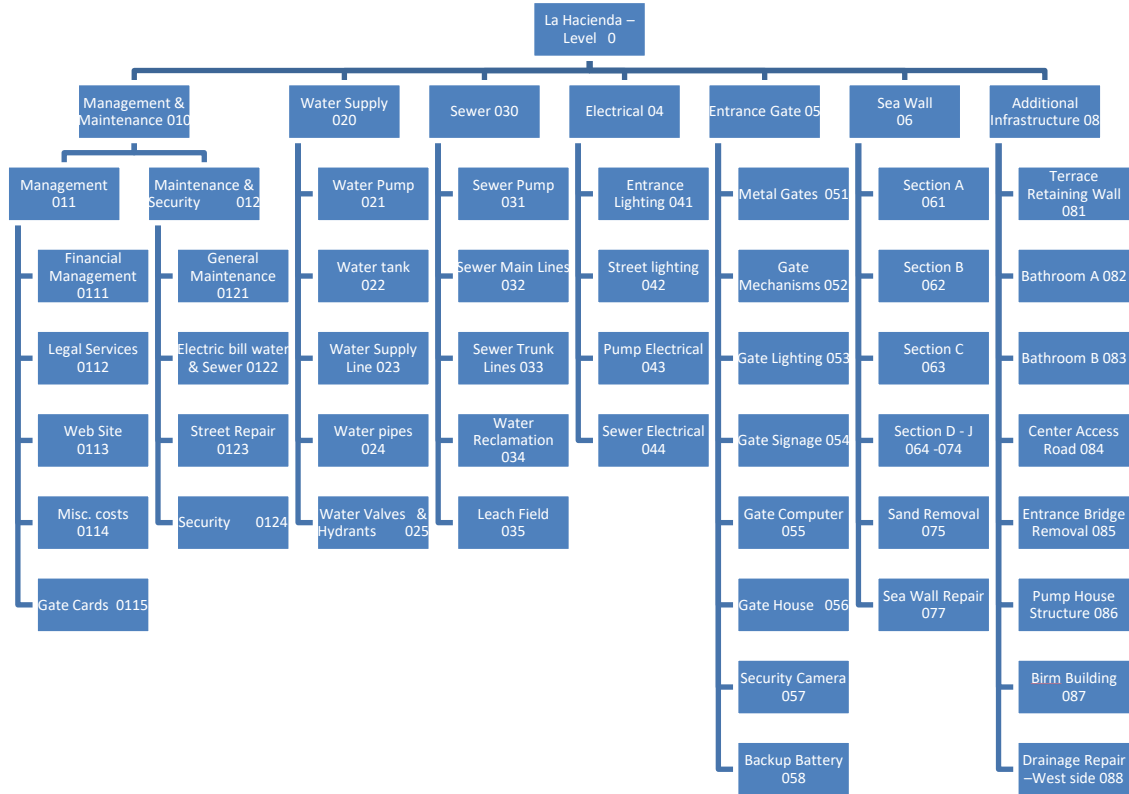 La Hacienda –
Level 0
Management &
Maintenance 010
Water Supply
020
Sewer 030
Electrical 04
Entrance Gate 05
Sea Wall
06
Additional
Infrastructure 08
Management
011
Maintenance &
Security 012
Financial
Management
0111
Legal Services
0112
Web Site
0113
Misc. costs
0114
Gate Cards 0115
General
Maintenance
0121
Electric bill water
& Sewer 0122
Street Repair
0123
Security 0124
Water Pump
021
Water tank
022
Water Supply
Line 023
Water pipes
024
Water Valves &
Hydrants 025
Sewer Pump
031
Sewer Main Lines
032
Sewer Trunk
Lines 033
Water
Reclamation
034
Leach Field
035
Entrance
Lighting 041
Street lighting
042
Pump Electrical
043
Sewer Electrical
044
Metal Gates 051
Gate
Mechanisms 052
Gate Lighting 053
Gate Signage 054
Gate Computer
055
Gate House 056
Security Camera
057
Backup Battery
058
Section A
061
Section B
062
Section C
063
Section D - J
064 -074
Sand Removal
075
Sea Wall Repair
077
Terrace
Retaining Wall
081
Bathroom A 082
Bathroom B 083
Center Access
Road 084
Entrance Bridge
Removal 085
Pump House
Structure 086
Birm Building
087
Drainage Repair
–West side 088